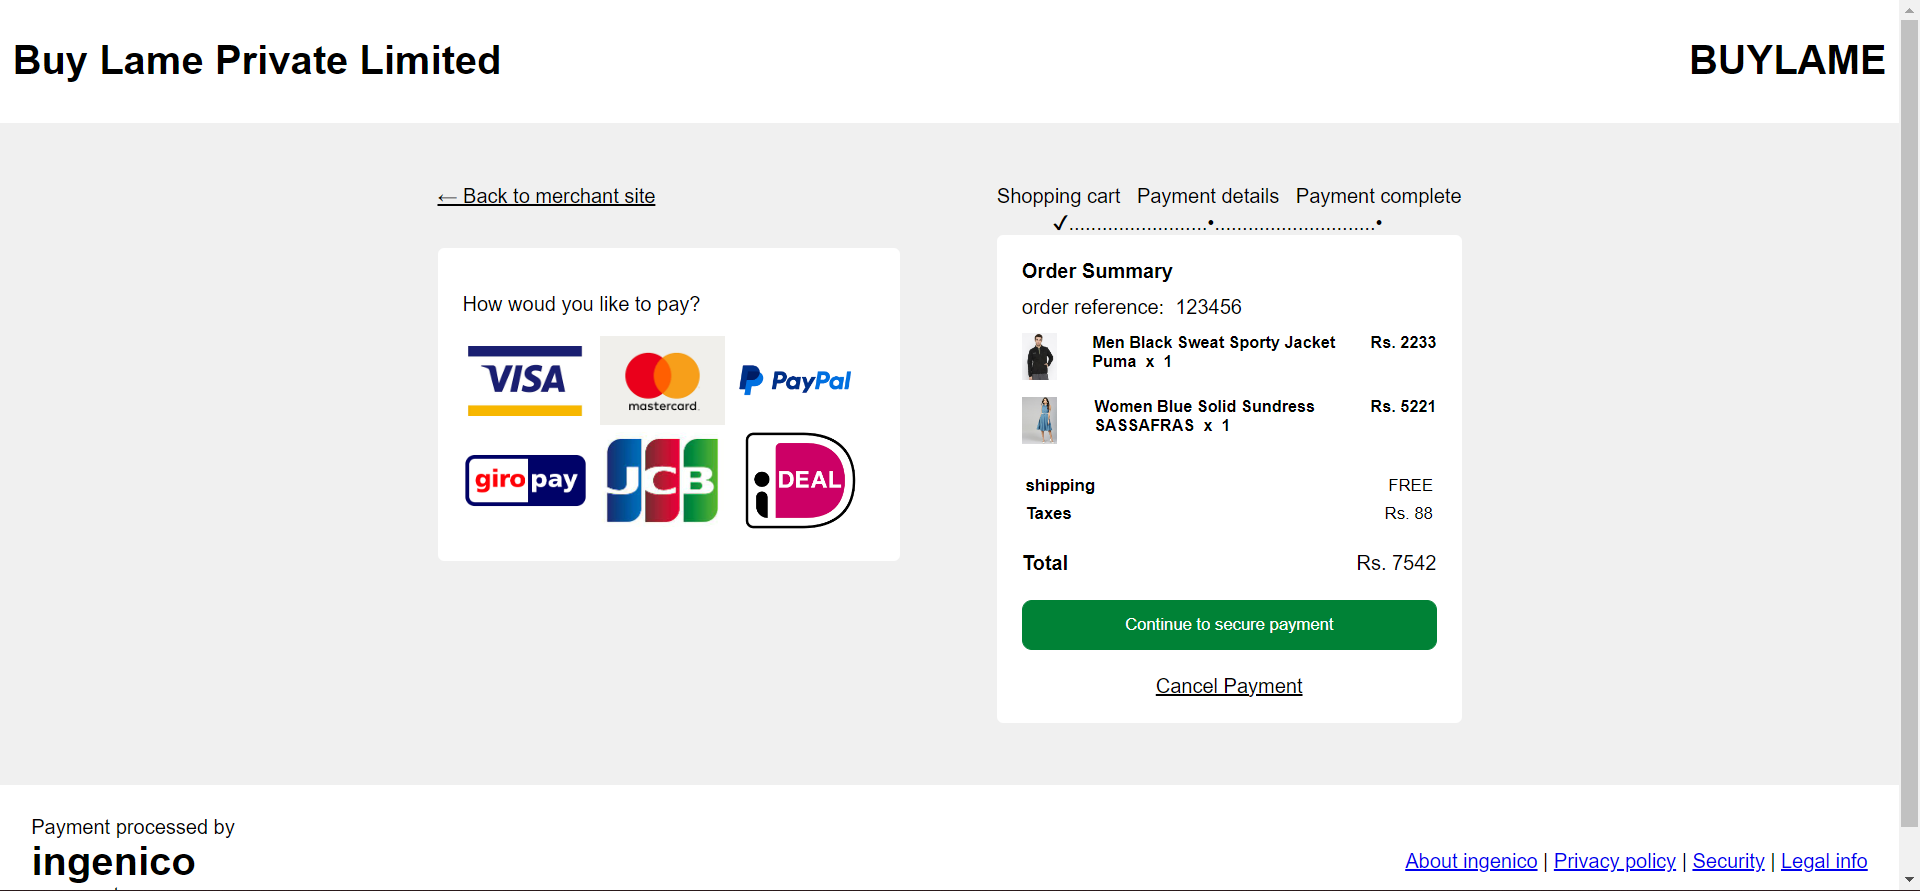 Buy Lame Private Limited
BUYLAME
← Back to merchant site
Shopping cart Payment details Payment complete
✓..........................•..............................•
How woud you like to pay?
VISA
mastercard.
PayPal
giropay
JCB
iDEAL
Order Summary
order reference: 123456
Men Black Sweat Sporty Jacket Rs. 2233
Puma x 1
Women Blue Solid Sundress Rs. 5221
SASSAFRAS x 1
shipping FREE
Taxes Rs. 88
Total Rs. 7542
Continue to secure payment
Cancel Payment
Payment processed by
ingenico
About ingenico | Privacy policy | Security | Legal info